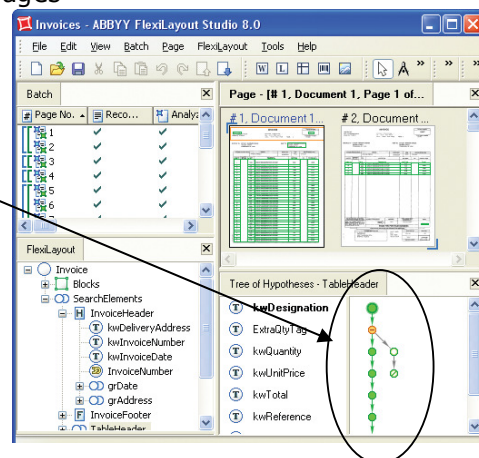 ages
Invoices - ABBYY FlexiLayout Studio 8.0
File Edit View Batch Page FlexiLayout Tools Help
W L
Batch
Page No. Reco... Analy
1
2
3
4
5
6
Page - [# 1, Document 1, Page 1 of...
# 1, Document 1... # 2, Document ...
FlexiLayout
Invoice
Blocks
SearchElements
H InvoiceHeader
T kwDeliveryAddress
T kwInvoiceNumber
T kwInvoiceDate
InvoiceNumber
grDate
grAddress
F InvoiceFooter
TableHeader
Tree of Hypotheses - TableHeader
T kwDesignation
T ExtraQtyTag
T kwQuantity
T kwUnitPrice
T kwTotal
T kwReference